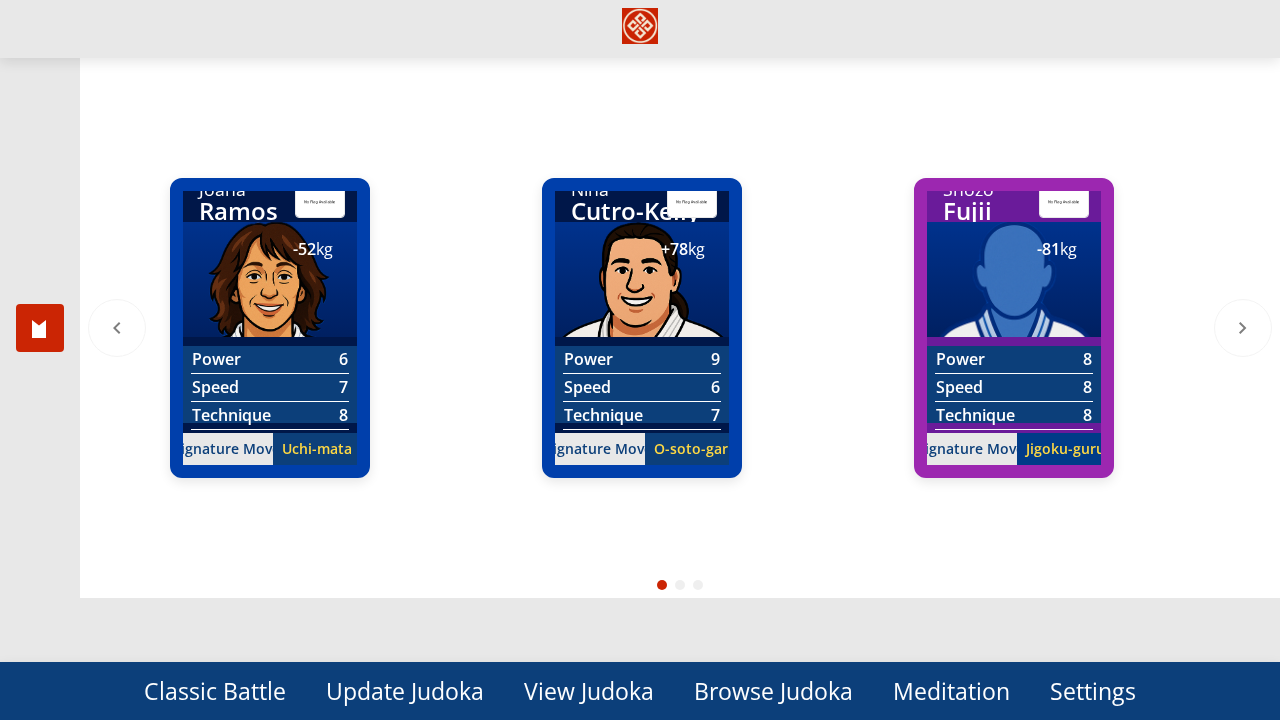 Joana
Ramos
No Flag Available
-52kg
Power 6
Speed 7
Technique 8
ignature Mov
Uchi-mata
Nina
Cutro-Kelly
No Flag Available
+78kg
Power 9
Speed 6
Technique 7
ignature Mov
O-soto-gar
Shozo
Fujii
No Flag Available
-81kg
Power 8
Speed 8
Technique 8
ignature Mov
Jigoku-guru
Classic Battle Update Judoka View Judoka Browse Judoka Meditation Settings